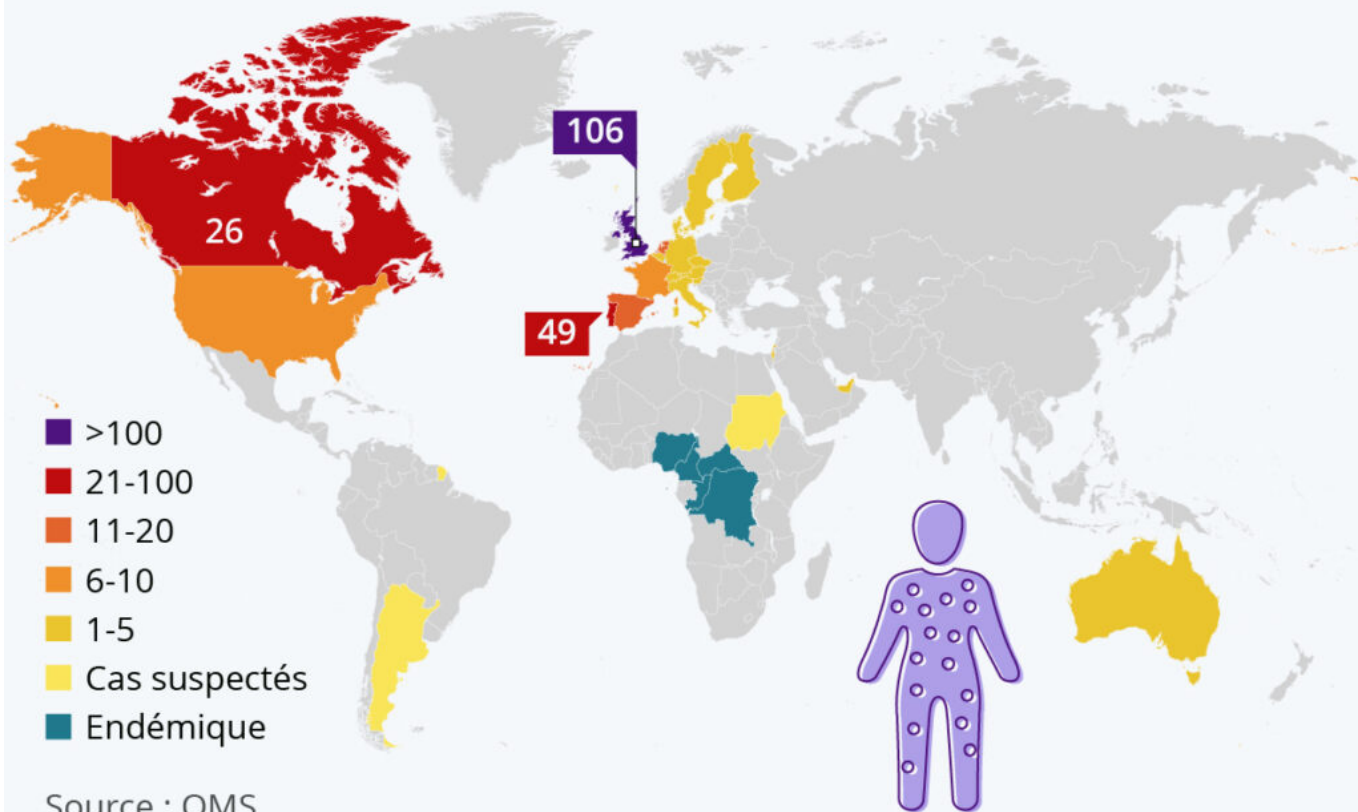 106
26
49
>100
21-100
11-20
6-10
1-5
Cas suspectés
Endémique
Source : OMS